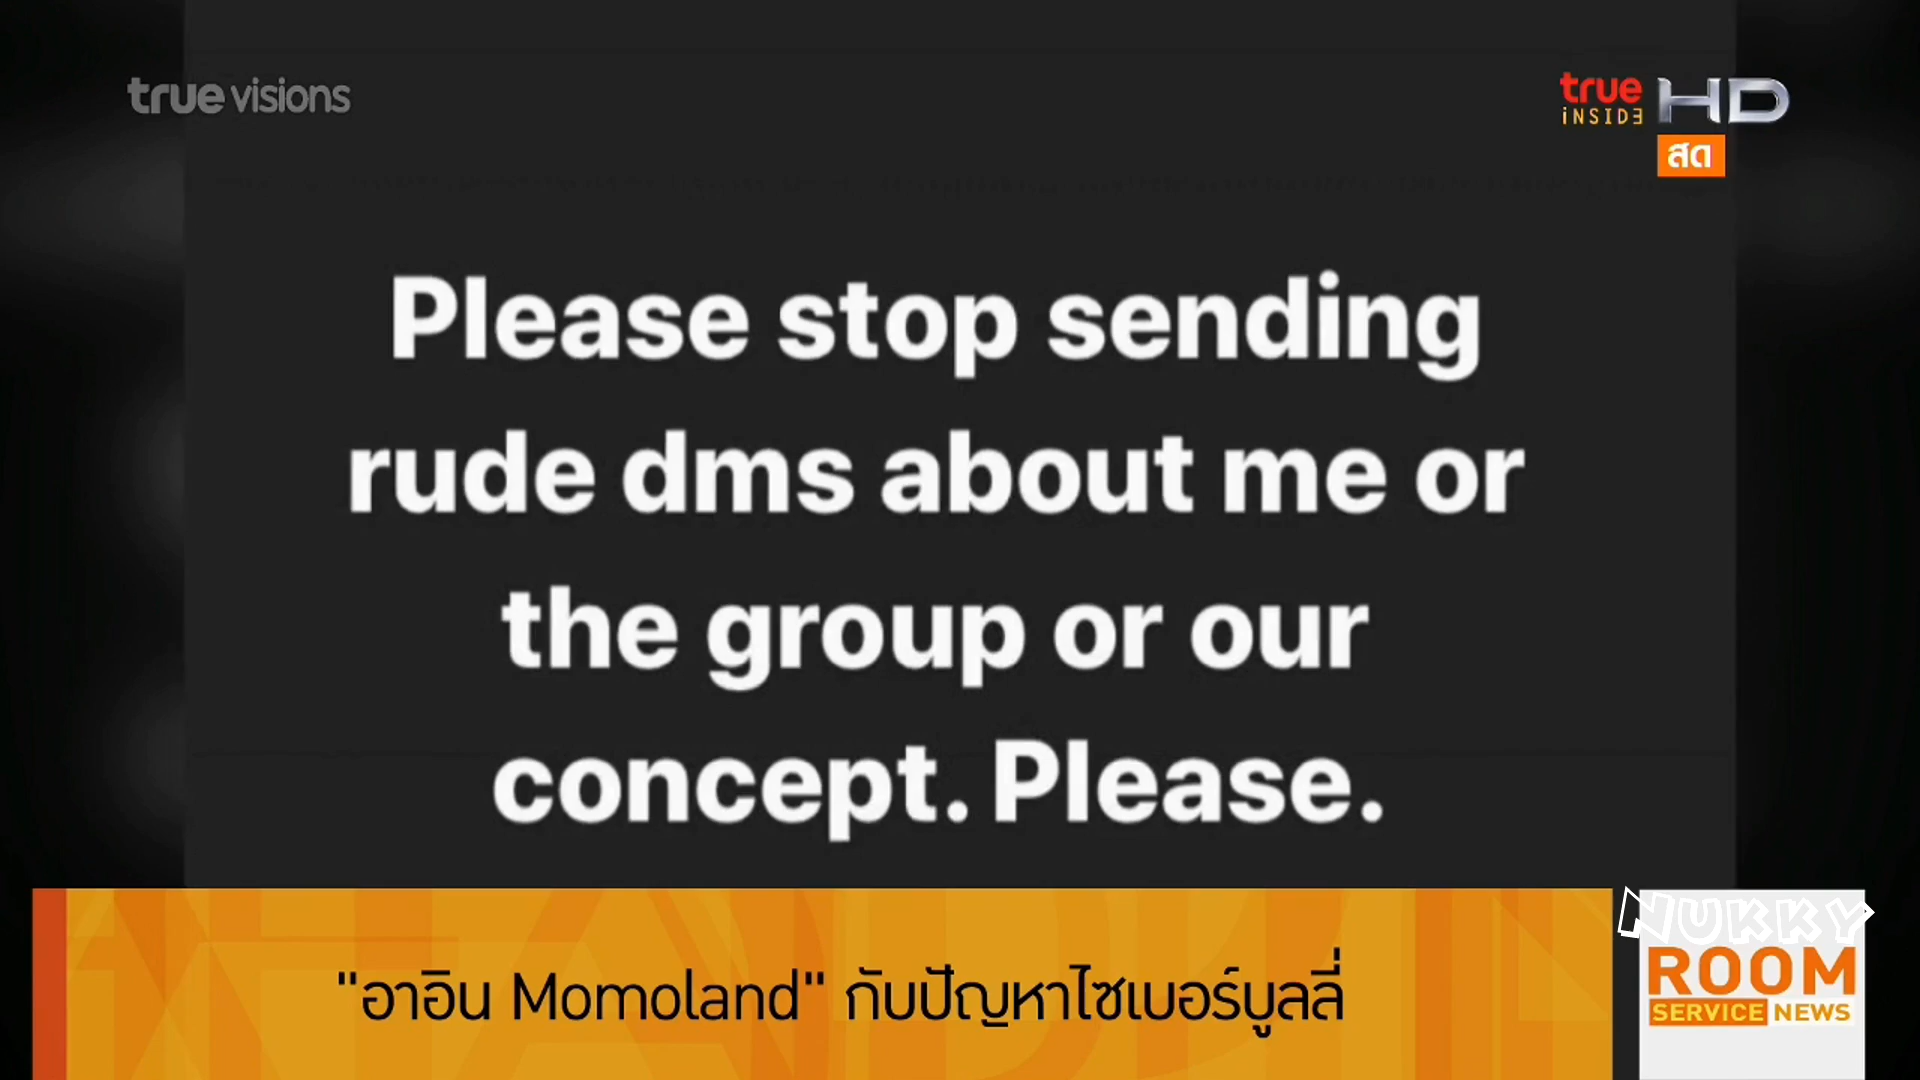 true visions
true HD
INSIDE
สด
Please stop sending
rude dms about me or
the group or our
concept. Please.
"อาอิน Momoland" กับปัญหาไซเบอร์บูลลี่
NUKKY
ROOM
SERVICE NEWS